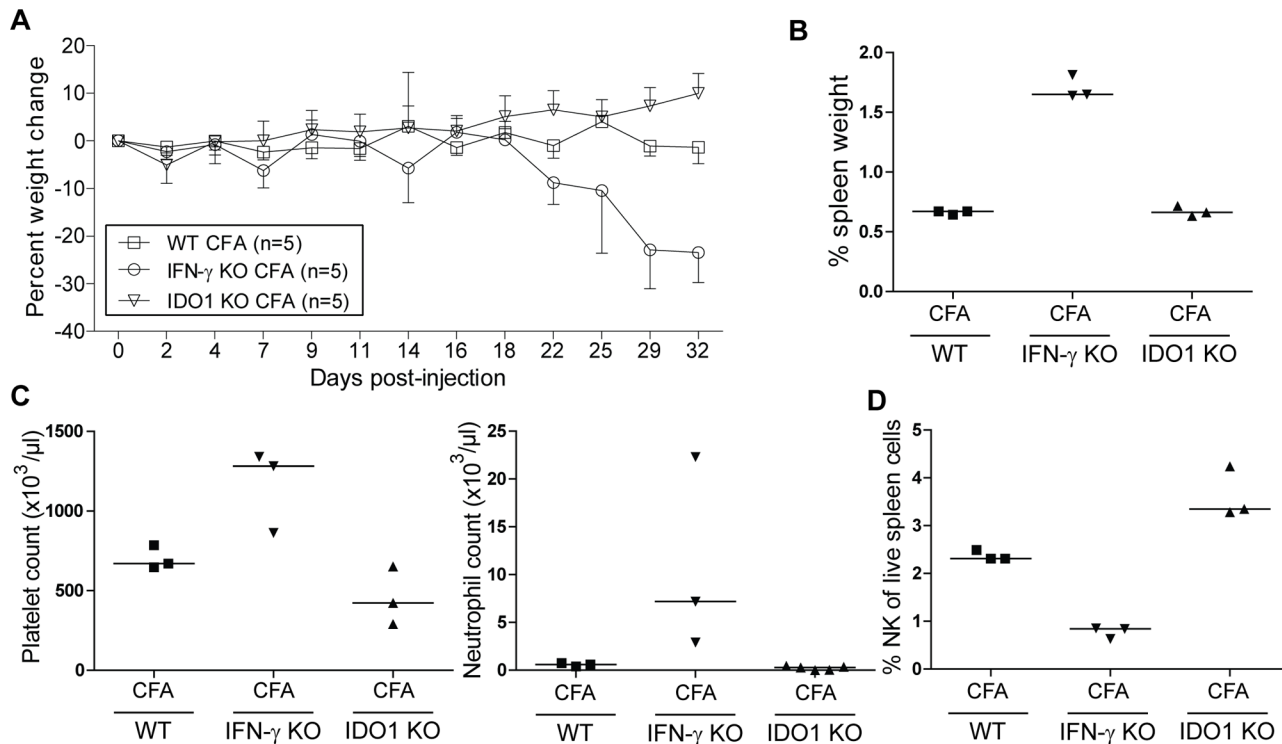 A
Percent weight change
20
10
0
-10
-20
-30
-40
WT CFA (n=5)
IFN-γ KO CFA (n=5)
IDO1 KO CFA (n=5)
0 2 4 7 9 11 14 16 18 22 25 29 32
Days post-injection
B
% spleen weight
2.0
1.5
1.0
0.5
0.0
CFA CFA CFA
WT IFN-γ KO IDO1 KO
C
Platelet count (x10³/µl)
1500
1000
500
0
CFA CFA CFA
WT IFN-γ KO IDO1 KO
Neutrophil count (x10³/µl)
25
20
15
10
5
0
CFA CFA CFA
WT IFN-γ KO IDO1 KO
D
% NK of live spleen cells
5
4
3
2
1
0
CFA CFA CFA
WT IFN-γ KO IDO1 KO